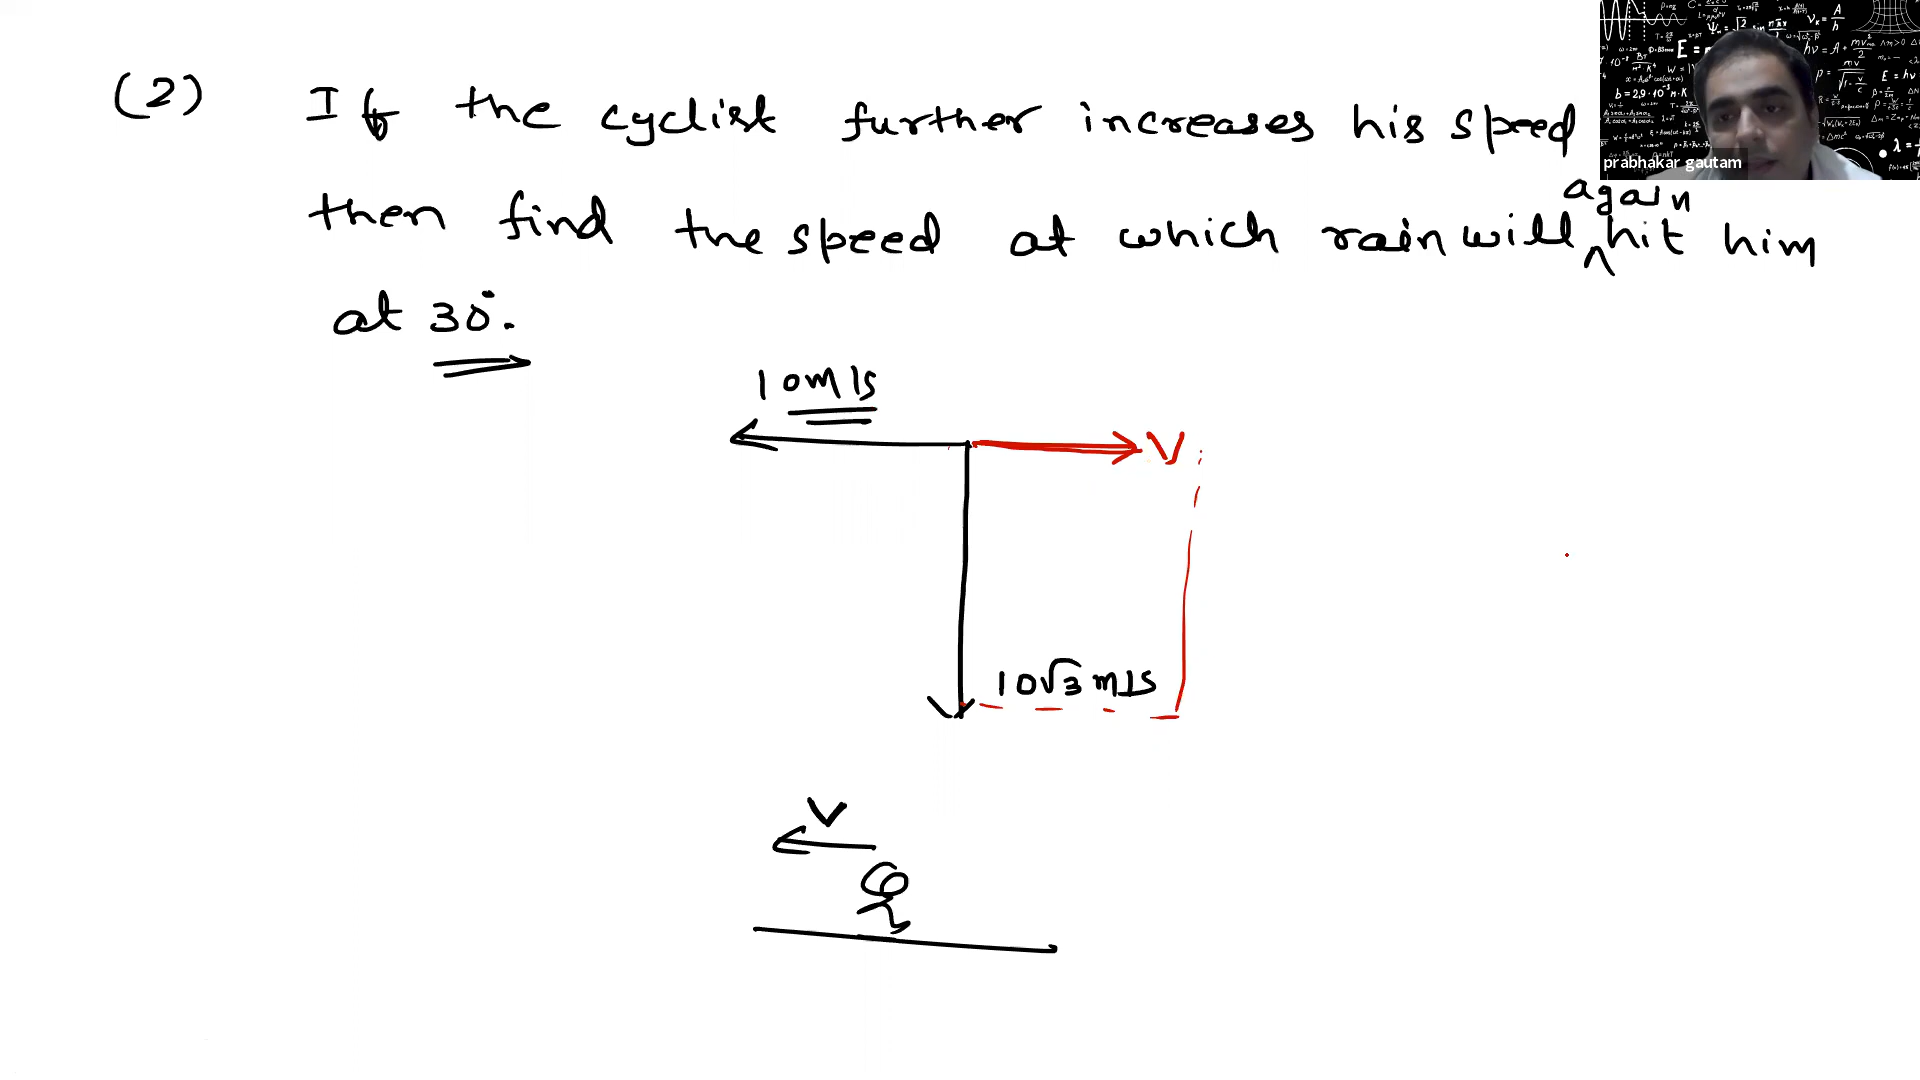 (2) If the cyclist further increases his speed
then find the speed at which rain will again hit him
at 30°.
10 m/s
V
10√3 m/s
V
prabhakar gautam